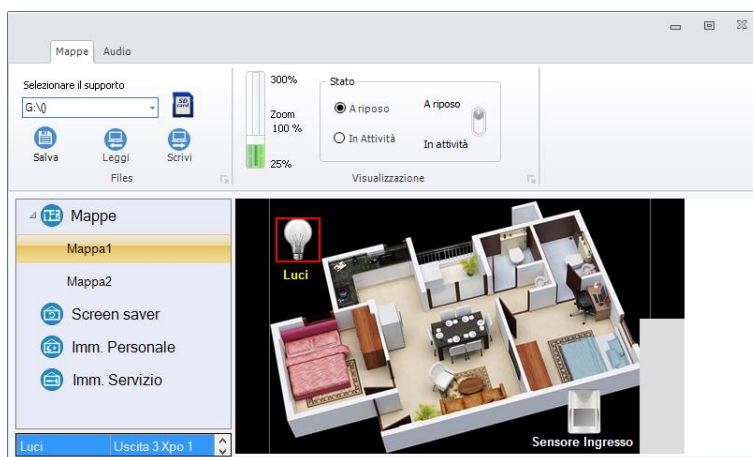 Mappe Audio
Selezionare il supporto
G:\()
SD
card
Salva Leggi Scrivi
Files
300%
Zoom
100 %
25%
Stato
A riposo
In Attività
A riposo
In attività
Visualizzazione
Mappe
Mappa1
Mappa2
Screen saver
Imm. Personale
Imm. Servizio
Luci Uscita 3 Xpo 1
Luci
Sensore Ingresso